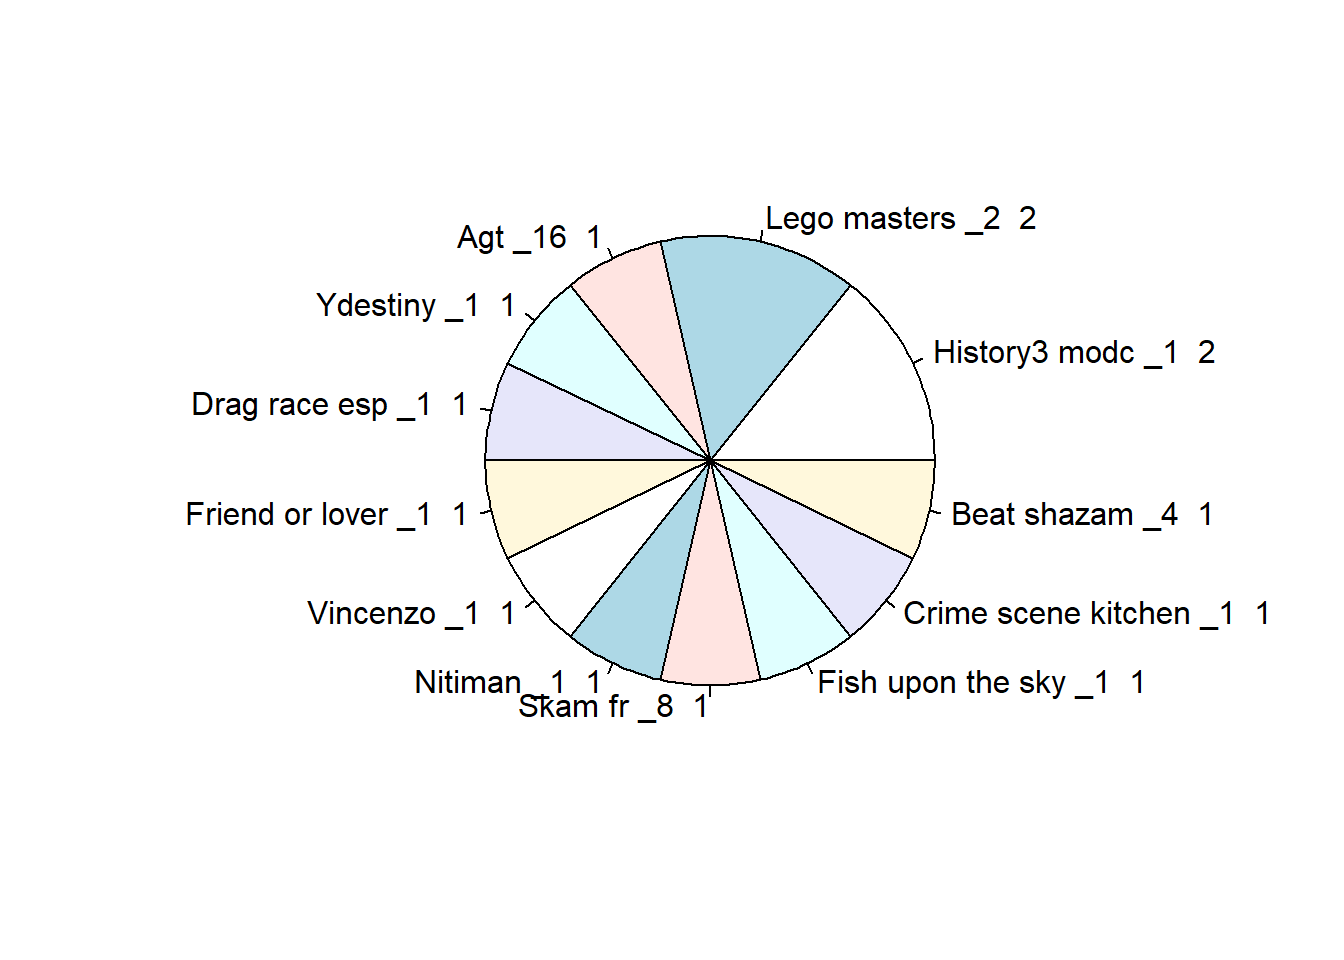 Lego masters _2  2
Agt _16  1
Ydestiny _1  1
History3 modc _1  2
Drag race esp _1  1
Friend or lover _1  1
Beat shazam _4  1
Vincenzo _1  1
Crime scene kitchen _1  1
Nitiman _1  1
Fish upon the sky _1  1
Skam fr _8  1